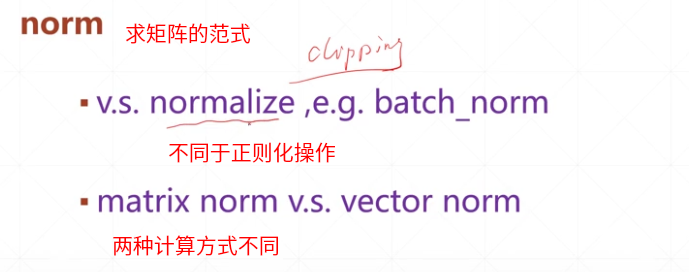 norm 求矩阵的范式
clipping
▪ v.s. normalize ,e.g. batch_norm
不同于正则化操作
▪ matrix norm v.s. vector norm
两种计算方式不同